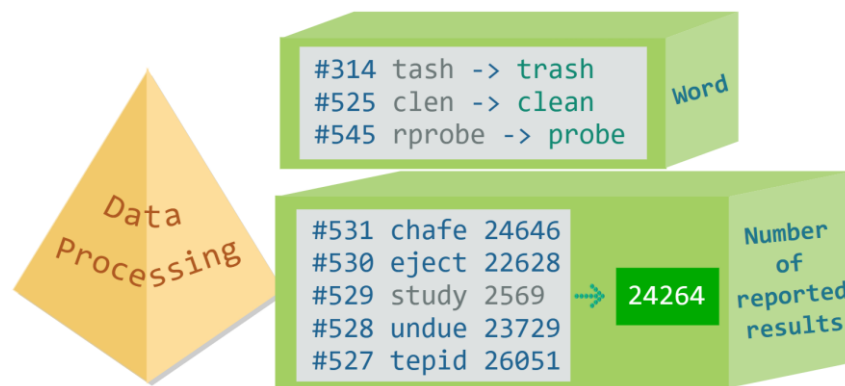 Data
Processing
#314 tash -> trash
#525 clen -> clean
#545 rprobe -> probe
Word
#531 chafe 24646
#530 eject 22628
#529 study 2569
#528 undue 23729
#527 tepid 26051
24264
Number
of
reported
results